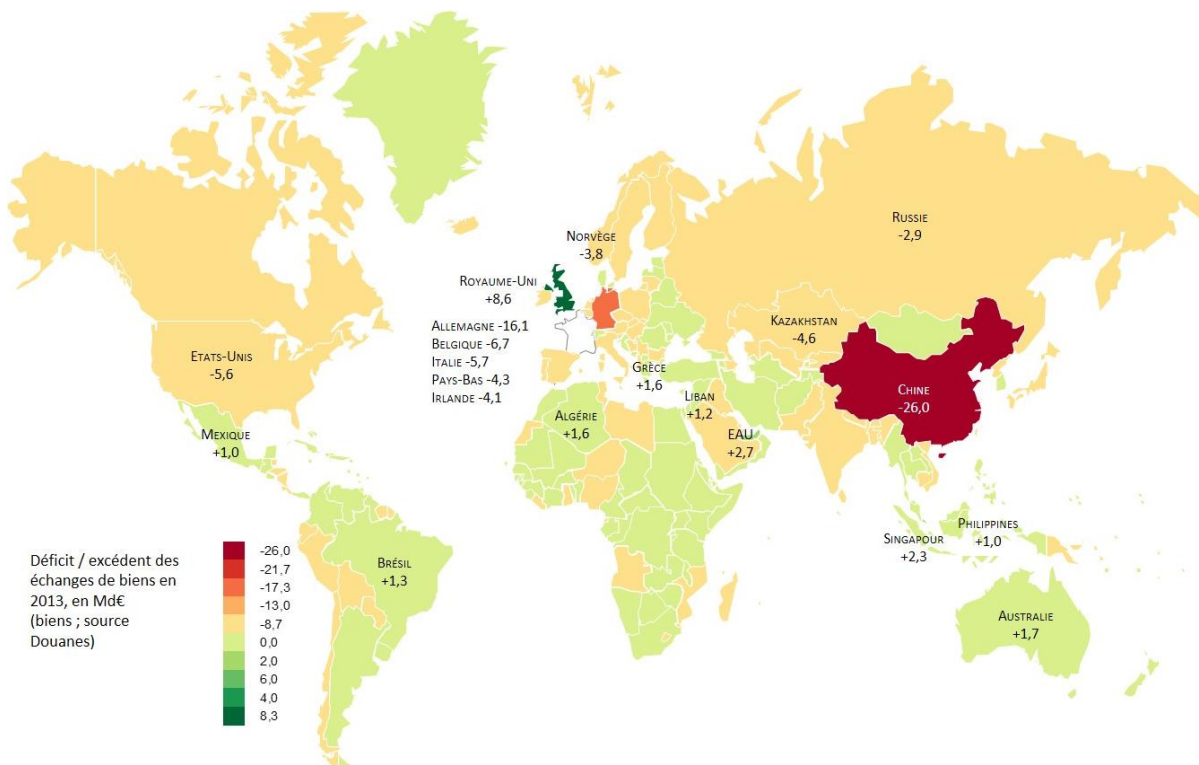 NORVÈGE
-3,8
RUSSIE
-2,9
ROYAUME-UNI
+8,6
ALLEMAGNE -16,1
BELGIQUE -6,7
ITALIE -5,7
PAYS-BAS -4,3
IRLANDE -4,1
KAZAKHSTAN
-4,6
ETATS-UNIS
-5,6
GRÈCE
+1,6
LIBAN
+1,2
CHINE
-26,0
ALGÉRIE
+1,6
EAU
+2,7
MEXIQUE
+1,0
PHILIPPINES
+1,0
SINGAPOUR
+2,3
BRÉSIL
+1,3
AUSTRALIE
+1,7
Déficit / excédent des
échanges de biens en
2013, en Md€
(biens ; source
Douanes)
-26,0
-21,7
-17,3
-13,0
-8,7
0,0
2,0
6,0
4,0
8,3